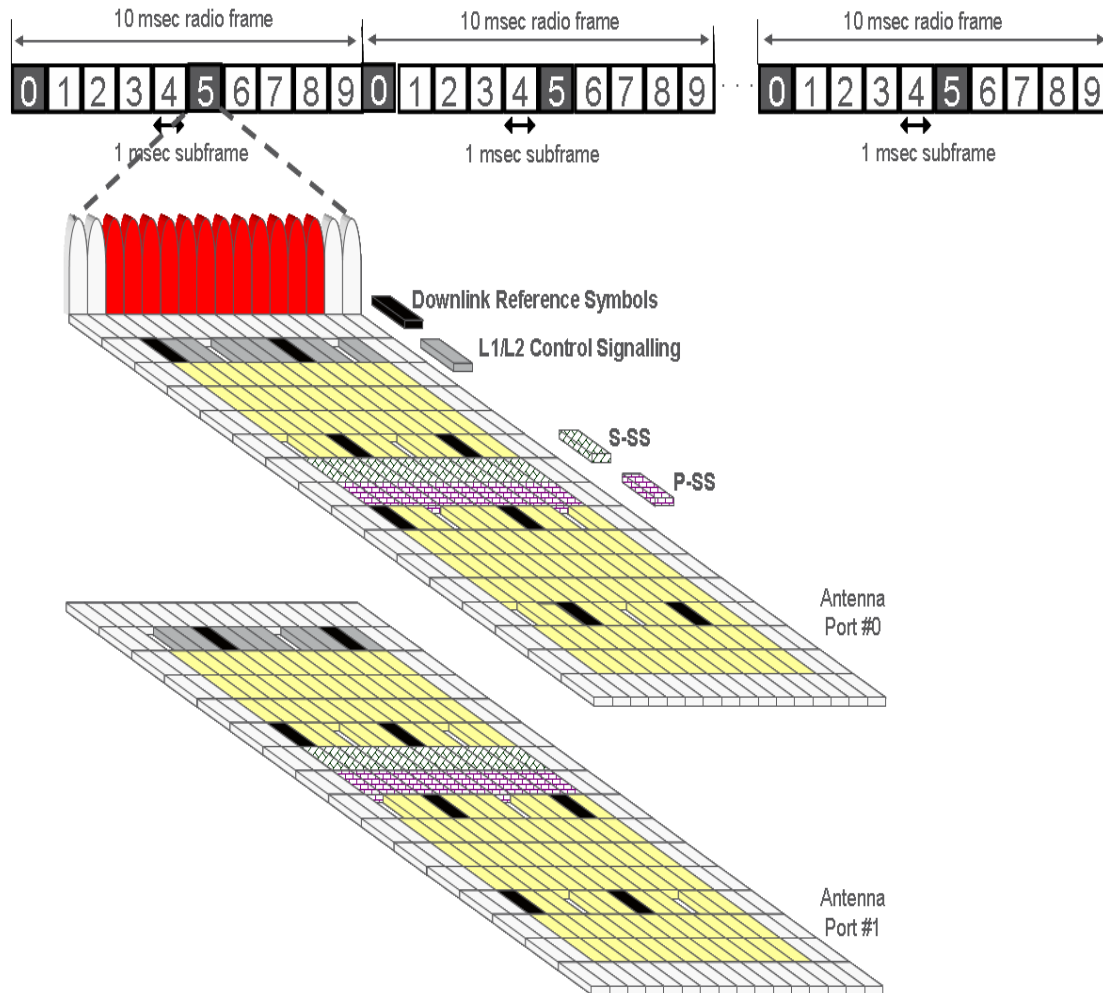 10 msec radio frame 10 msec radio frame 10 msec radio frame
0 1 2 3 4 5 6 7 8 9 0 1 2 3 4 5 6 7 8 9 . . . 0 1 2 3 4 5 6 7 8 9
1 msec subframe 1 msec subframe 1 msec subframe
Downlink Reference Symbols
L1/L2 Control Signalling
S-SS
P-SS
Antenna
Port #0
Antenna
Port #1